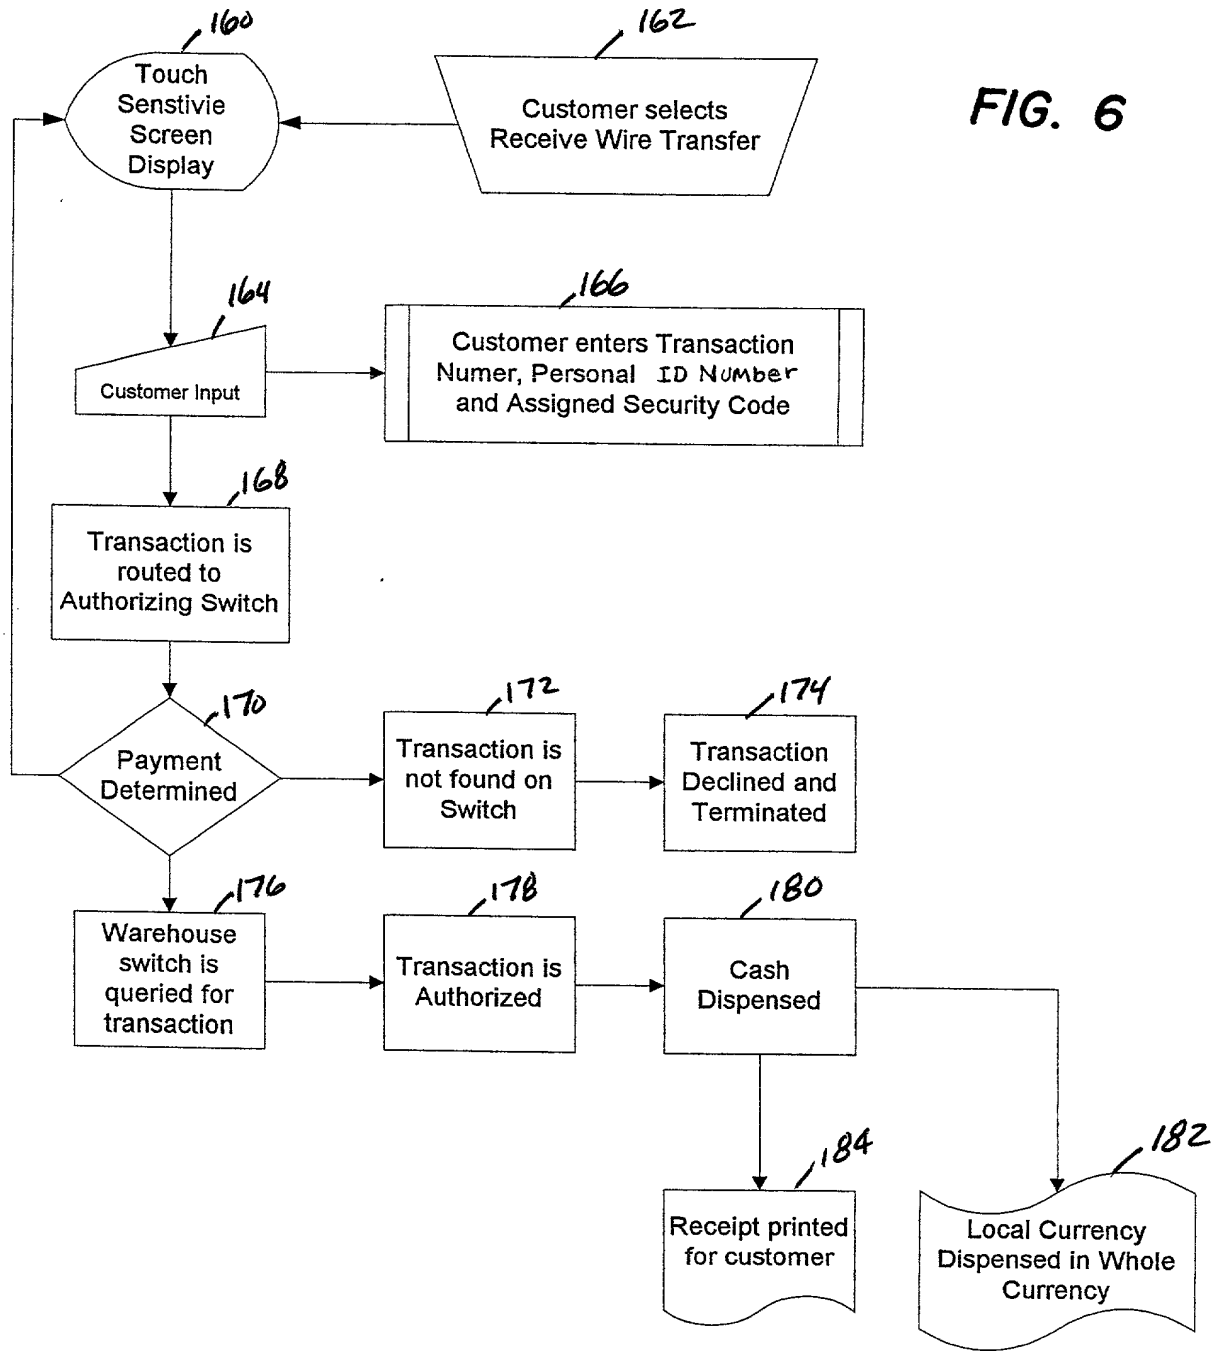 160
162
Touch
Senstivie
Screen
Display
Customer selects
Receive Wire Transfer
FIG. 6
164
166
Customer Input
Customer enters Transaction
Numer, Personal ID Number
and Assigned Security Code
168
Transaction is
routed to
Authorizing Switch
170
Payment
Determined
172
Transaction is
not found on
Switch
174
Transaction
Declined and
Terminated
176
Warehouse
switch is
queried for
transaction
178
Transaction is
Authorized
180
Cash
Dispensed
184
Receipt printed
for customer
182
Local Currency
Dispensed in Whole
Currency